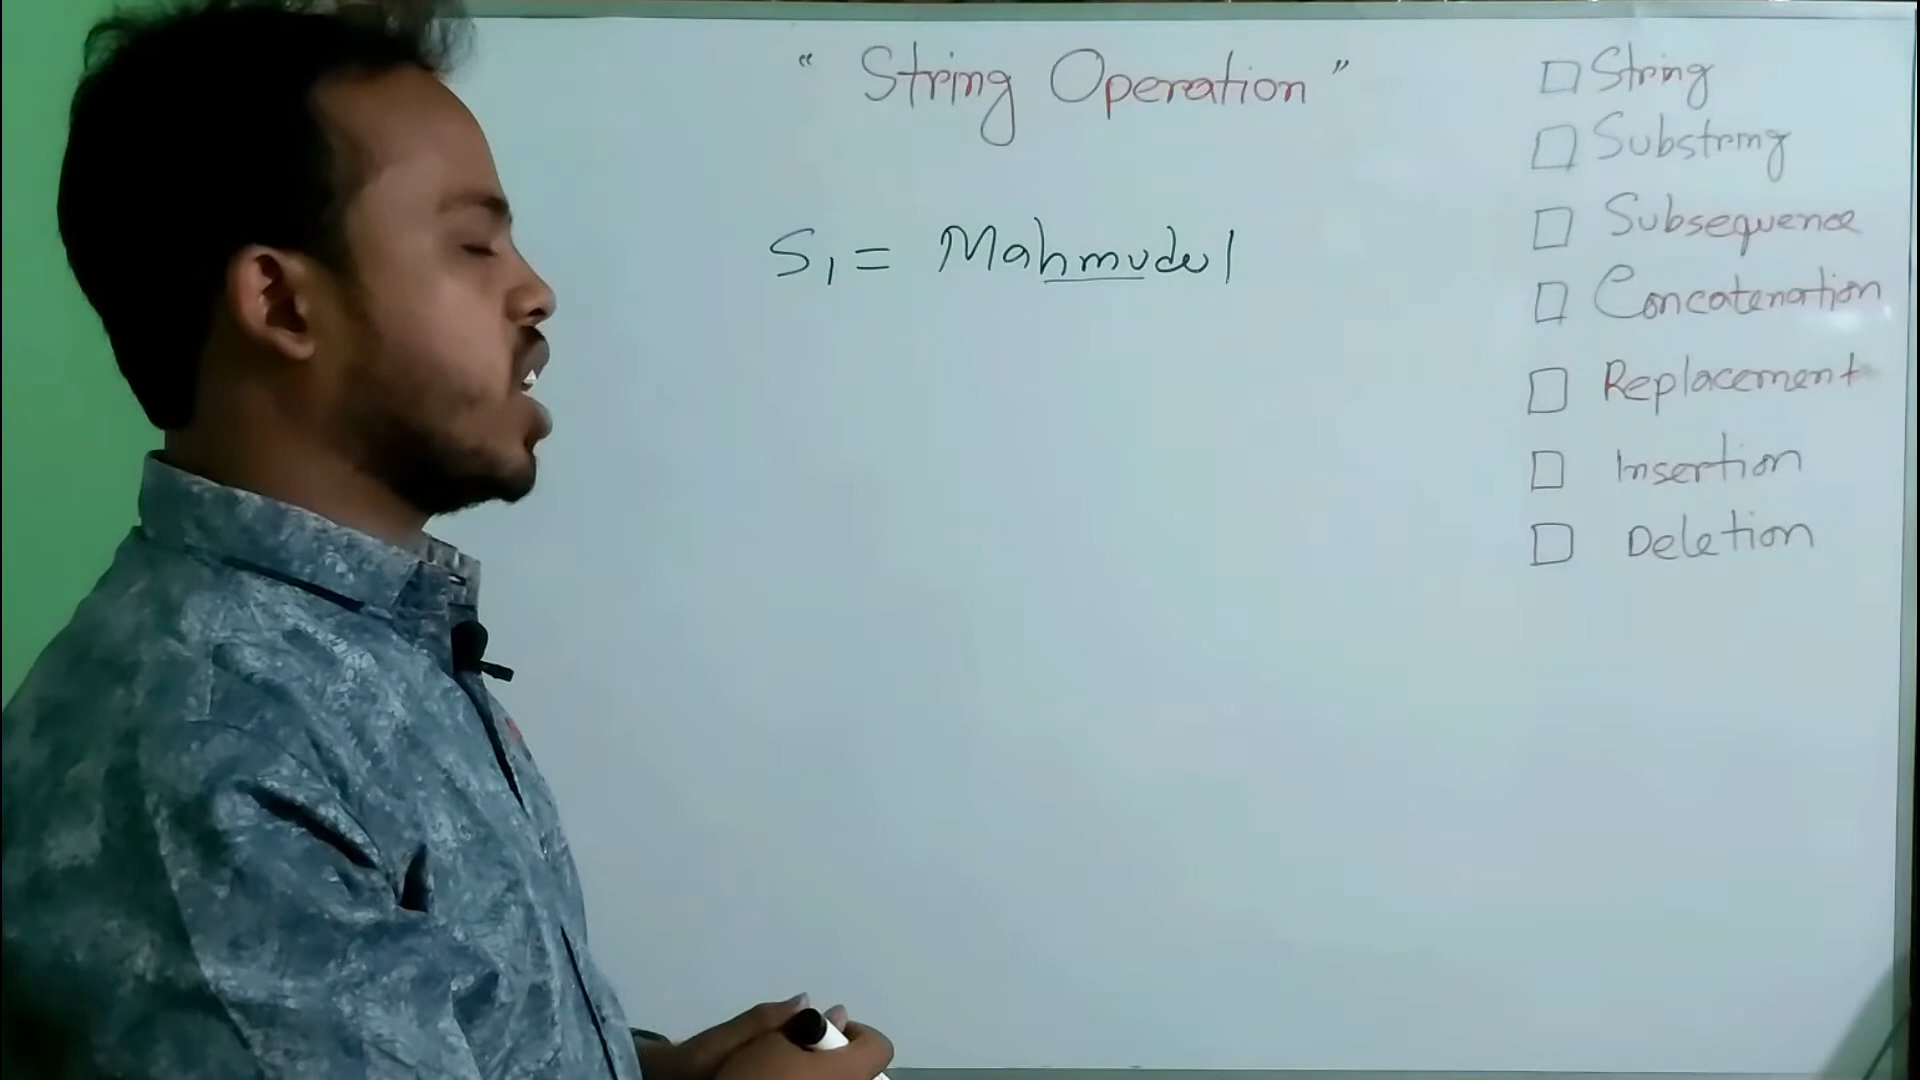 “ String Operation ”
S1 = Mahmudul
String
Substring
Subsequence
Concatenation
Replacement
Insertion
Deletion